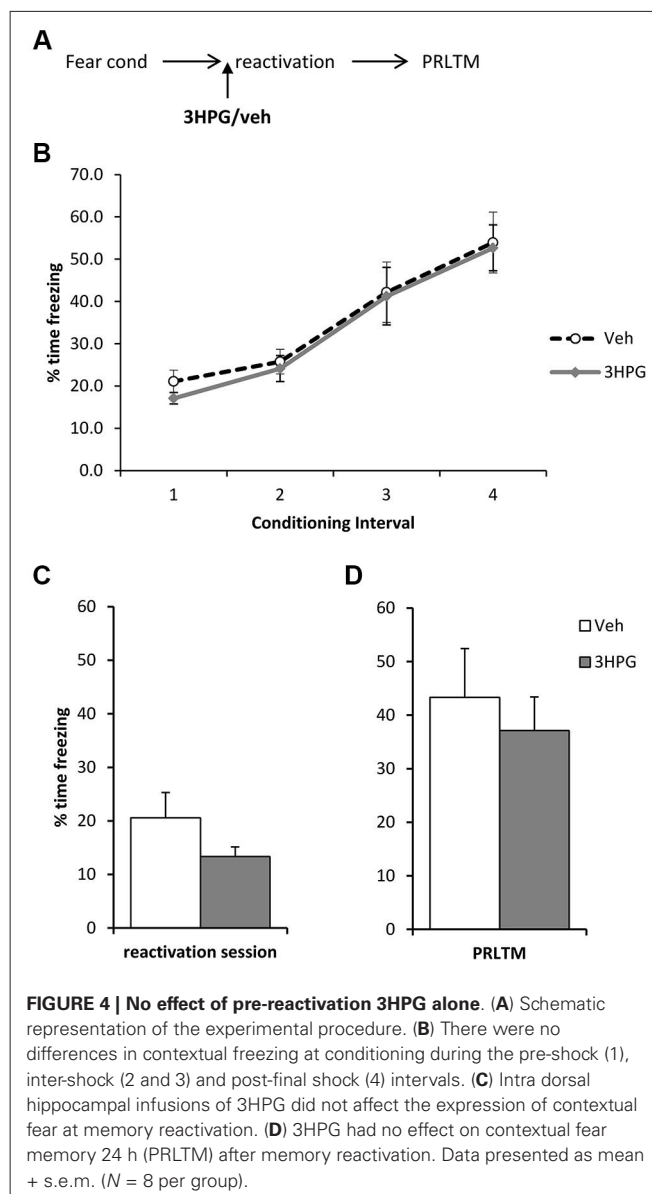 A
Fear cond → reactivation → PRLTM
3HPG/veh
B
70.0
60.0
50.0
40.0
30.0
20.0
10.0
0.0
% time freezing
Veh
3HPG
1 2 3 4
Conditioning Interval
C
60
50
40
30
20
10
0
% time freezing
reactivation session
D
60
50
40
30
20
10
0
Veh
3HPG
PRLTM
FIGURE 4 | No effect of pre-reactivation 3HPG alone. (A) Schematic
representation of the experimental procedure. (B) There were no
differences in contextual freezing at conditioning during the pre-shock (1),
inter-shock (2 and 3) and post-final shock (4) intervals. (C) Intra dorsal
hippocampal infusions of 3HPG did not affect the expression of contextual
fear at memory reactivation. (D) 3HPG had no effect on contextual fear
memory 24 h (PRLTM) after memory reactivation. Data presented as mean
+ s.e.m. (N = 8 per group).